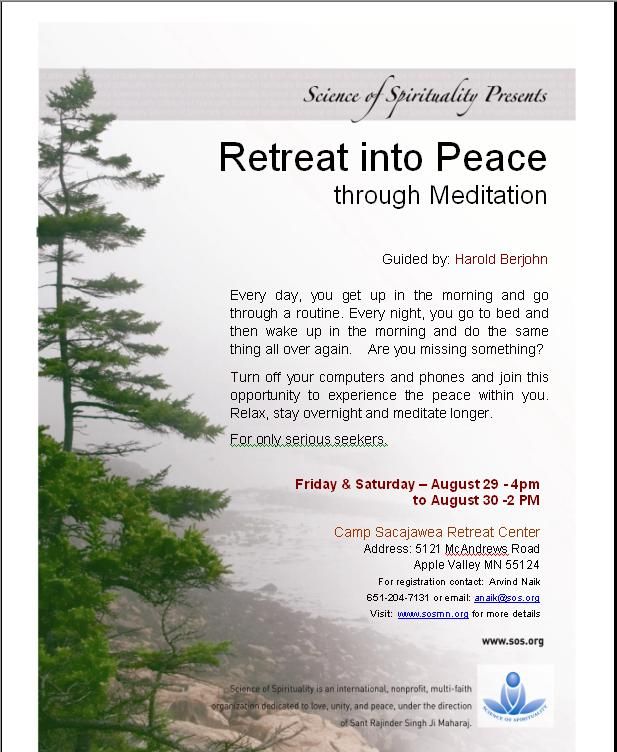 Science of Spirituality Presents
Retreat into Peace
through Meditation
Guided by: Harold Berjohn
Every day, you get up in the morning and go
through a routine. Every night, you go to bed and
then wake up in the morning and do the same
thing all over again. Are you missing something?
Turn off your computers and phones and join this
opportunity to experience the peace within you.
Relax, stay overnight and meditate longer.
For only serious seekers.
Friday & Saturday – August 29 - 4pm
to August 30 -2 PM
Camp Sacajawea Retreat Center
Address: 5121 McAndrews Road
Apple Valley MN 55124
For registration contact: Arvind Naik
651-204-7131 or email: anaik@sos.org
Visit: www.sosmn.org for more details
www.sos.org
Science of Spirituality is an international, nonprofit, multi-faith
organization dedicated to love, unity, and peace, under the direction
of Sant Rajinder Singh Ji Maharaj.
SCIENCE OF SPIRITUALITY